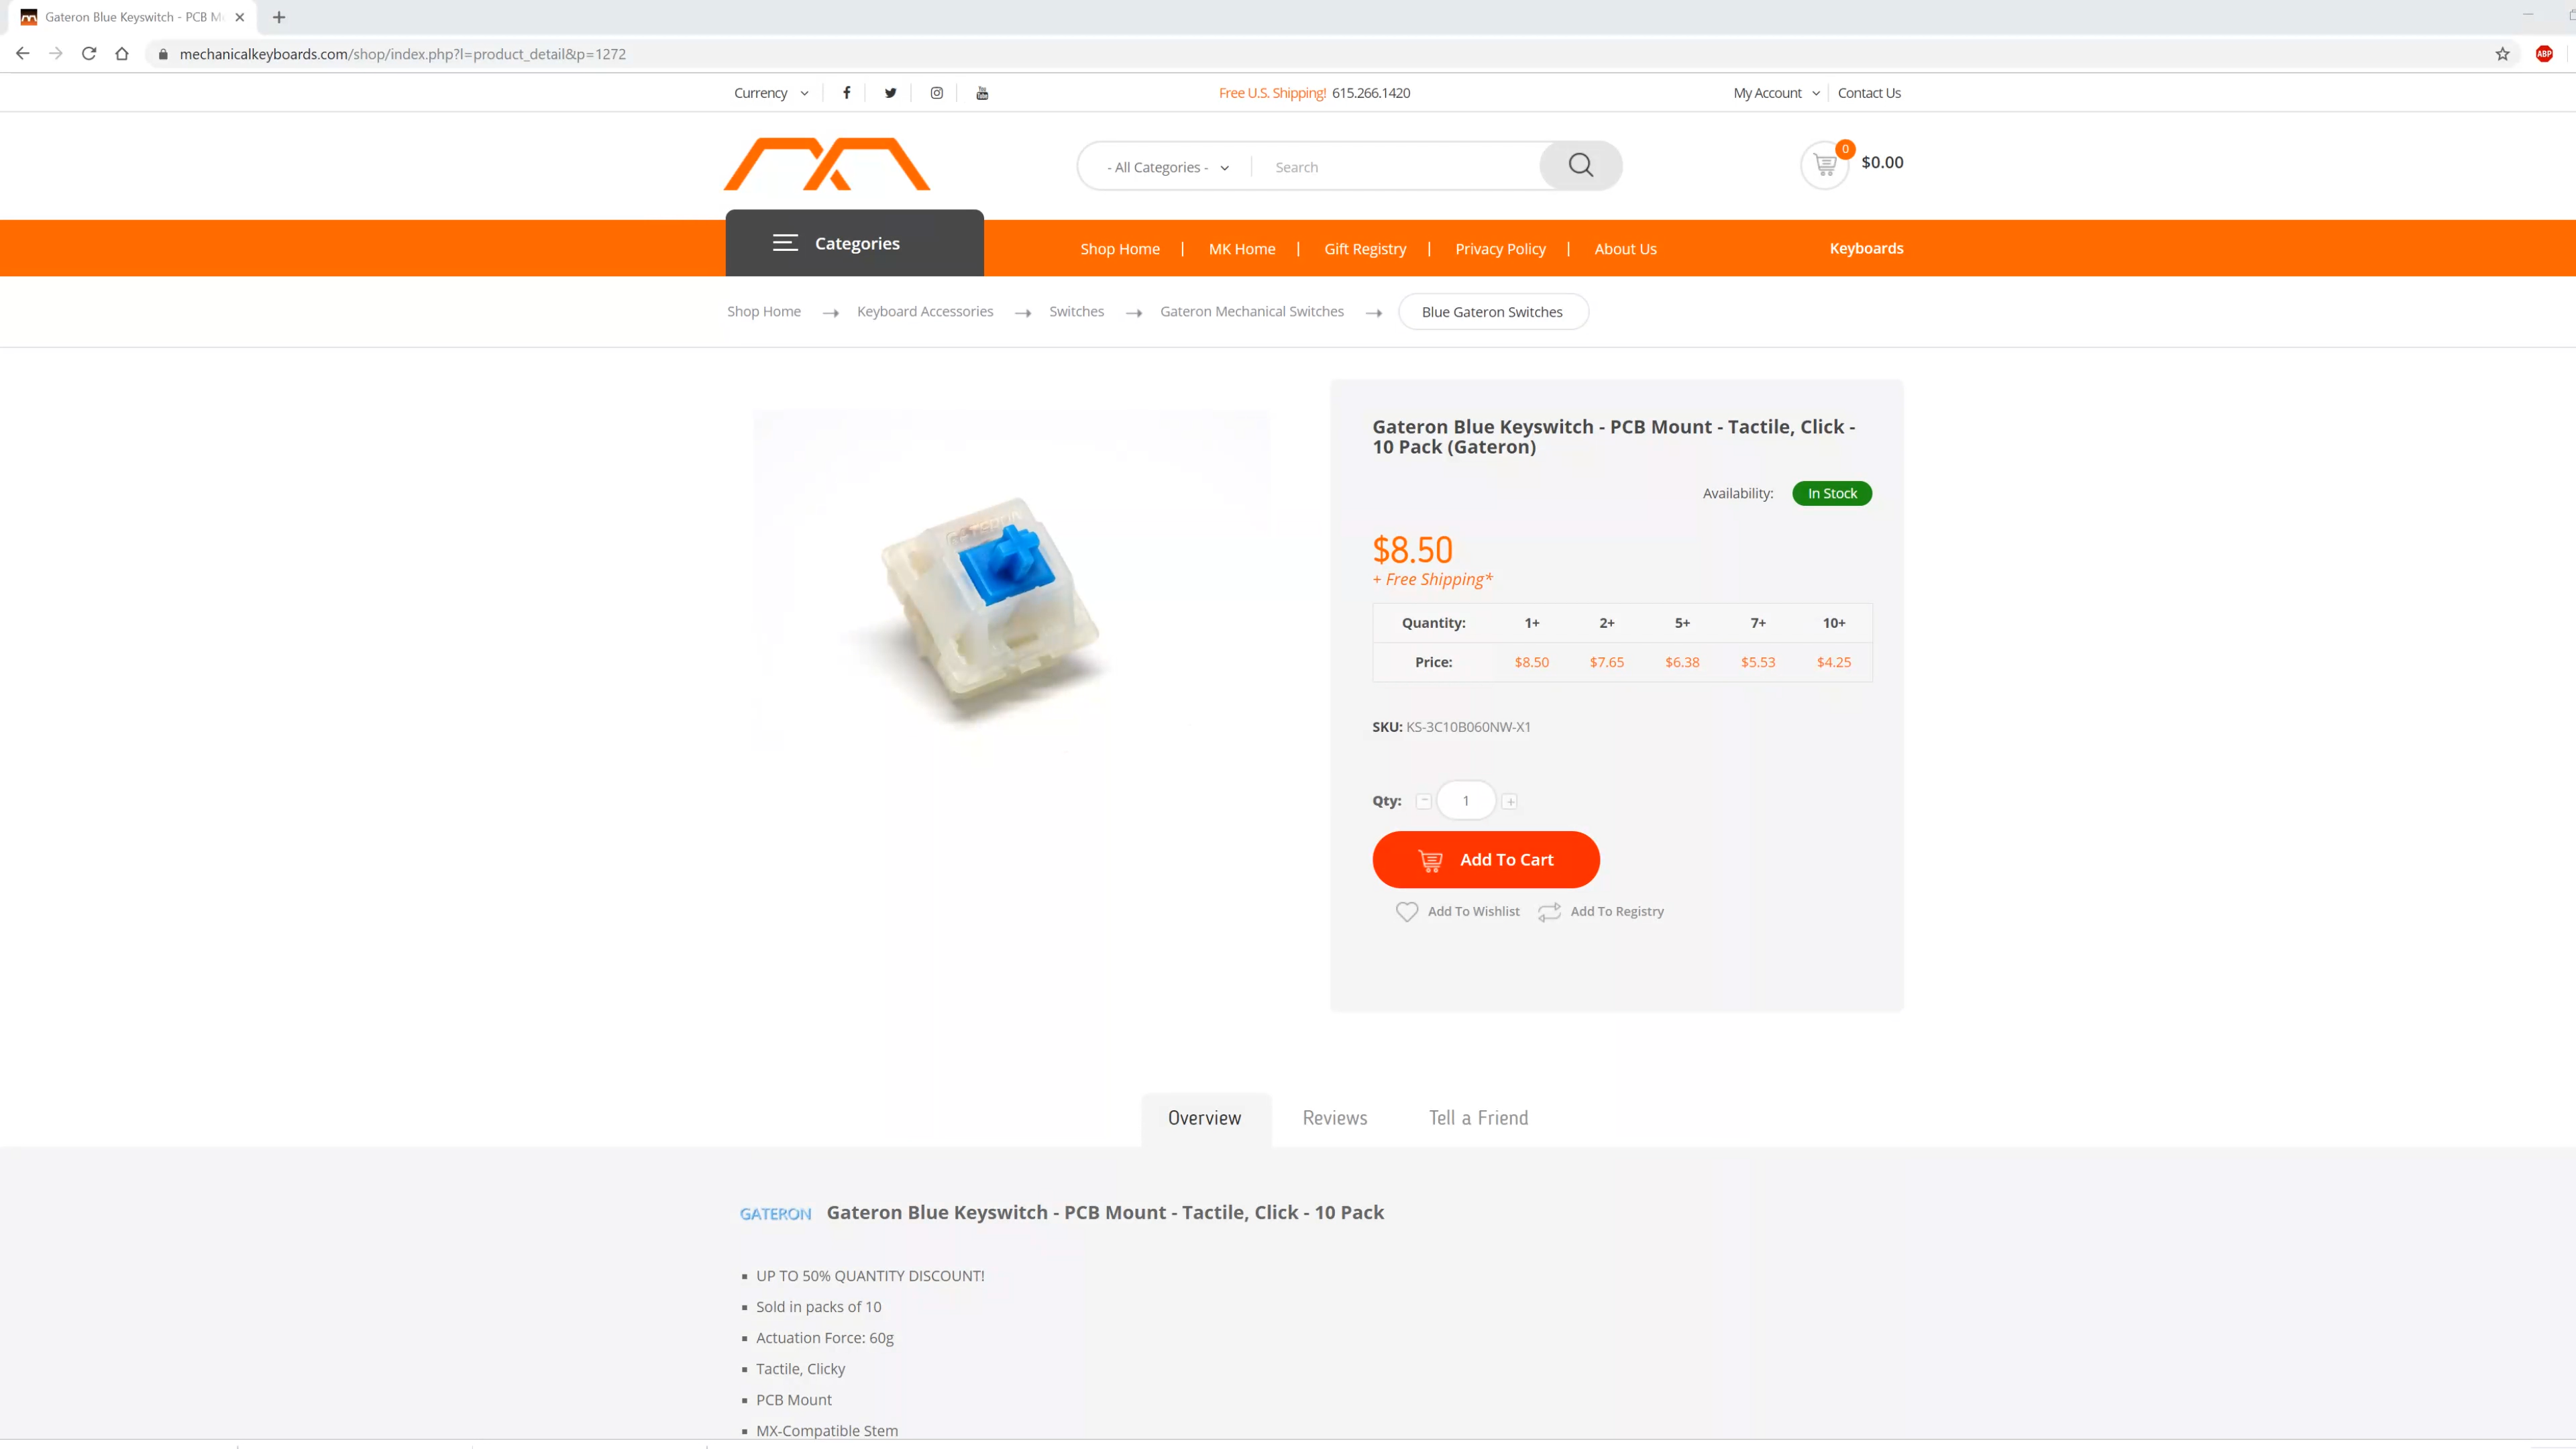 Gateron Blue Keyswitch - PCB M
mechanicalkeyboards.com/shop/index.php?l=product_detail&p=1272
ABP
Currency
Free U.S. Shipping! 615.266.1420
My Account
Contact Us
- All Categories -
Search
0
$0.00
Categories
Shop Home
MK Home
Gift Registry
Privacy Policy
About Us
Keyboards
Shop Home
Keyboard Accessories
Switches
Gateron Mechanical Switches
Blue Gateron Switches
Gateron Blue Keyswitch - PCB Mount - Tactile, Click -
10 Pack (Gateron)
Availability:
In Stock
$8.50
+ Free Shipping*
Quantity: 1+ 2+ 5+ 7+ 10+
Price: $8.50 $7.65 $6.38 $5.53 $4.25
SKU: KS-3C10B060NW-X1
Qty: - 1 +
Add To Cart
Add To Wishlist
Add To Registry
Overview
Reviews
Tell a Friend
GATERON Gateron Blue Keyswitch - PCB Mount - Tactile, Click - 10 Pack
UP TO 50% QUANTITY DISCOUNT!
Sold in packs of 10
Actuation Force: 60g
Tactile, Clicky
PCB Mount
MX-Compatible Stem